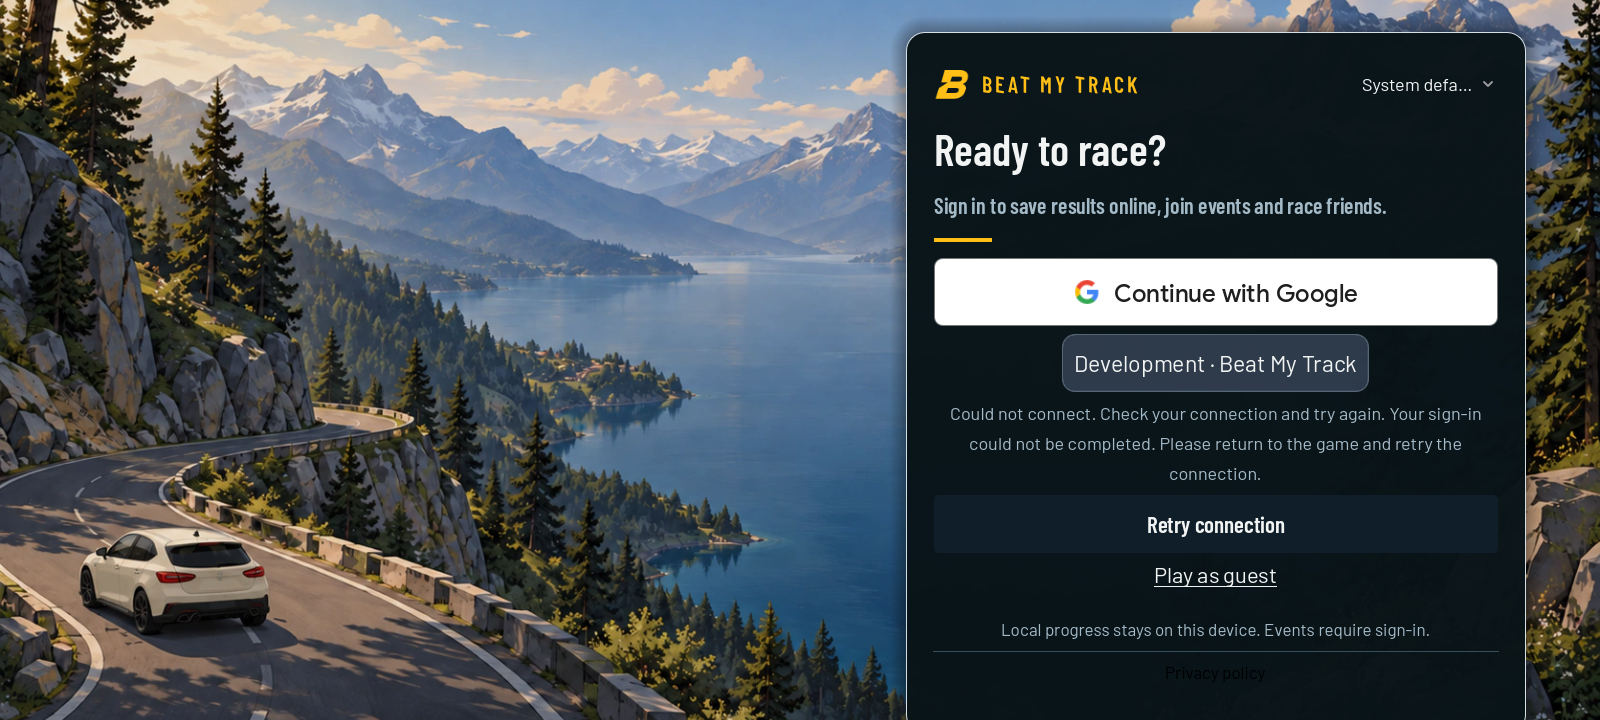 BEAT MY TRACK
System defa...
Ready to race?
Sign in to save results online, join events and race friends.
Continue with Google
Development · Beat My Track
Could not connect. Check your connection and try again. Your sign-in
could not be completed. Please return to the game and retry the
connection.
Retry connection
Play as guest
Local progress stays on this device. Events require sign-in.
Privacy policy